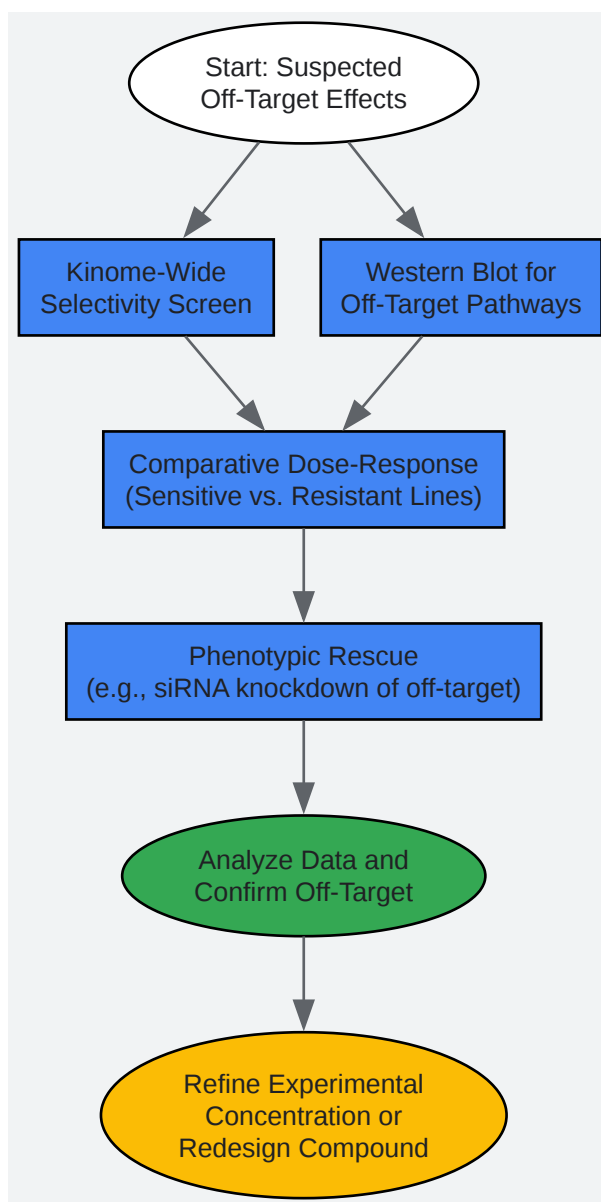 Start: Suspected
Off-Target Effects
Kinome-Wide
Selectivity Screen
Western Blot for
Off-Target Pathways
Comparative Dose-Response
(Sensitive vs. Resistant Lines)
Phenotypic Rescue
(e.g., siRNA knockdown of off-target)
Analyze Data and
Confirm Off-Target
Refine Experimental
Concentration or
Redesign Compound